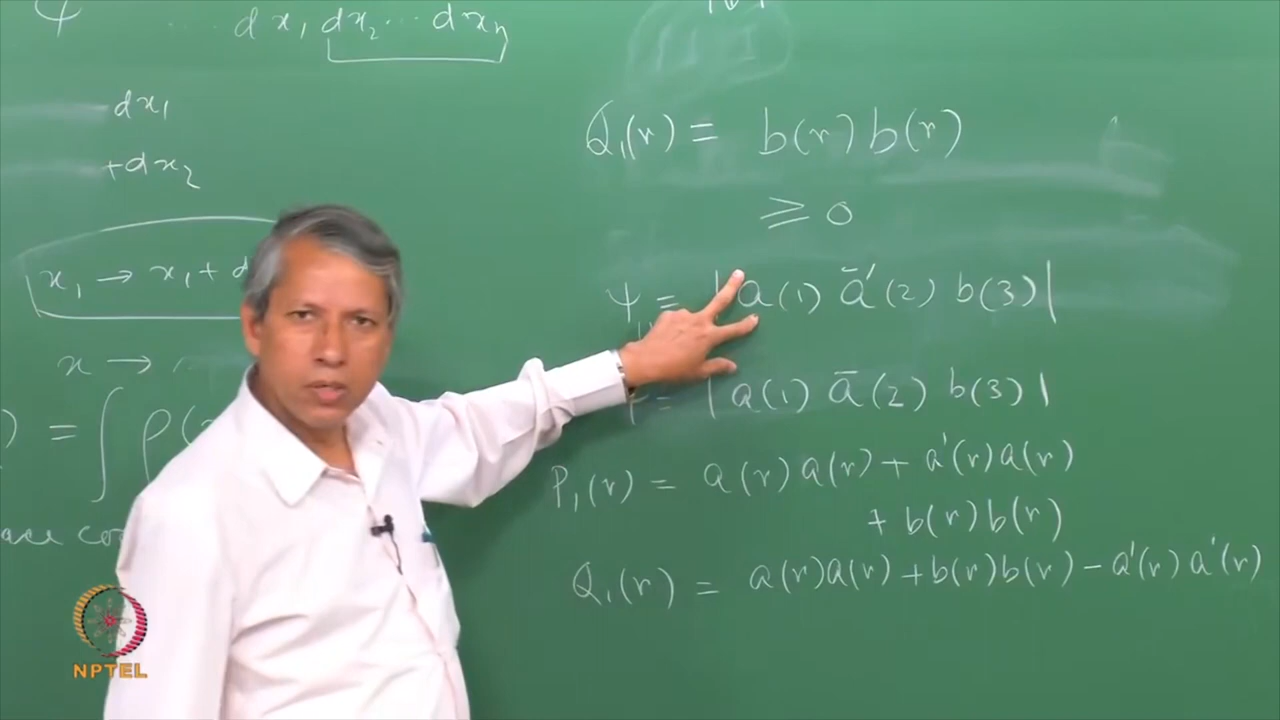 ψ ... dx₁ dx₂ ... dxₙ
dx₁
+dx₂
x₁ → x₁ + d
x →
) = ∫ ρ(
Q₁(r) = b(r) b(r)
≥ 0
ψ = | a(1) ā'(2) b(3) |
= | a(1) ā(2) b(3) |
P₁(r) = a(r) a(r) + a'(r) a(r)
+ b(r) b(r)
Q₁(r) = a(r) a(r) + b(r) b(r) - a'(r) a'(r)
NPTEL